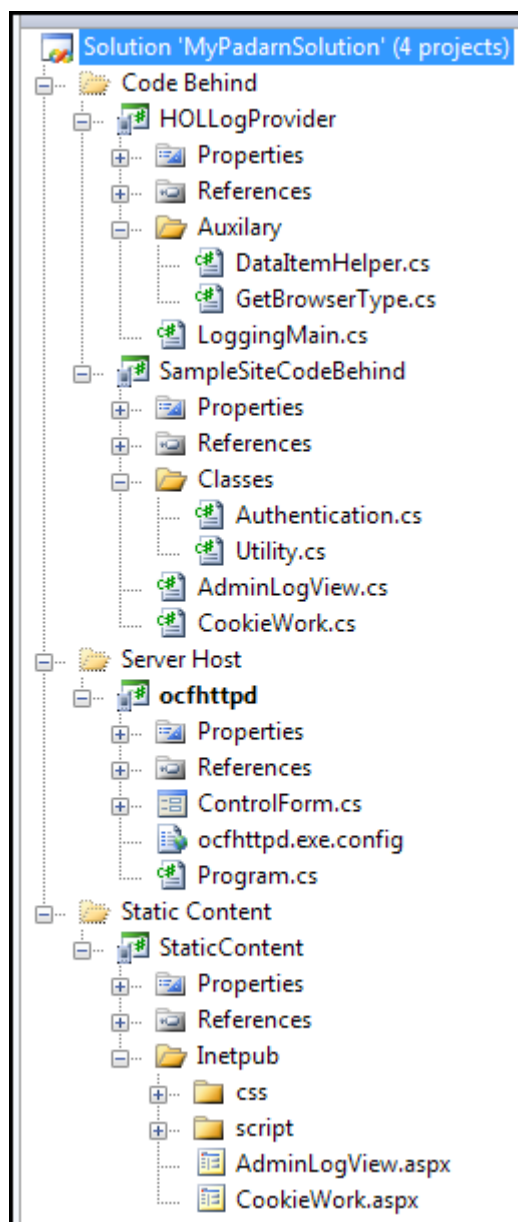 Solution 'MyPadarnSolution' (4 projects)
Code Behind
HOLLogProvider
Properties
References
Auxilary
DataItemHelper.cs
GetBrowserType.cs
LoggingMain.cs
SampleSiteCodeBehind
Properties
References
Classes
Authentication.cs
Utility.cs
AdminLogView.cs
CookieWork.cs
Server Host
ocfhttpd
Properties
References
ControlForm.cs
ocfhttpd.exe.config
Program.cs
Static Content
StaticContent
Properties
References
Inetpub
css
script
AdminLogView.aspx
CookieWork.aspx